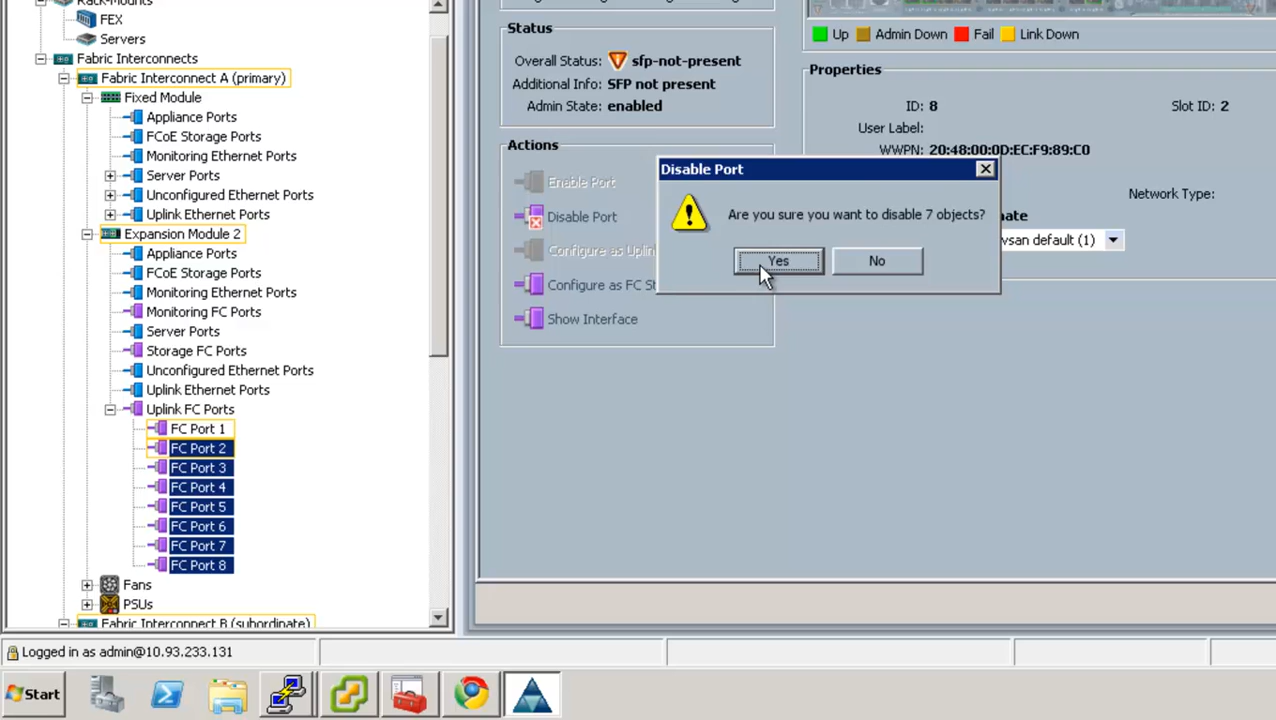 Rack-Mounts
FEX
Servers
Fabric Interconnects
Fabric Interconnect A (primary)
Fixed Module
Appliance Ports
FCoE Storage Ports
Monitoring Ethernet Ports
Server Ports
Unconfigured Ethernet Ports
Uplink Ethernet Ports
Expansion Module 2
Appliance Ports
FCoE Storage Ports
Monitoring Ethernet Ports
Monitoring FC Ports
Server Ports
Storage FC Ports
Unconfigured Ethernet Ports
Uplink Ethernet Ports
Uplink FC Ports
FC Port 1
FC Port 2
FC Port 3
FC Port 4
FC Port 5
FC Port 6
FC Port 7
FC Port 8
Fans
PSUs
Fabric Interconnect B (subordinate)
Status
Overall Status: sfp-not-present
Additional Info: SFP not present
Admin State: enabled
Actions
Enable Port
Disable Port
Configure as Uplin
Configure as FC St
Show Interface
Up Admin Down Fail Link Down
Properties
ID: 8 Slot ID: 2
User Label:
WWPN: 20:48:00:0D:EC:F9:89:C0
Network Type:
nate
vsan default (1)
Disable Port
Are you sure you want to disable 7 objects?
Yes No
Logged in as admin@10.93.233.131
Start